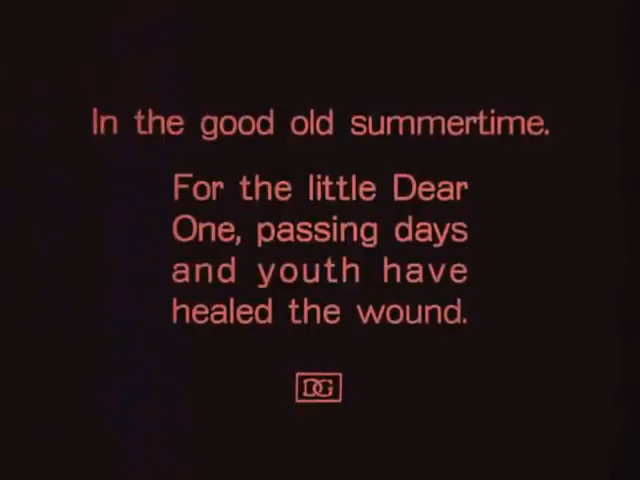 In the good old summertime.
For the little Dear
One, passing days
and youth have
healed the wound.
DG